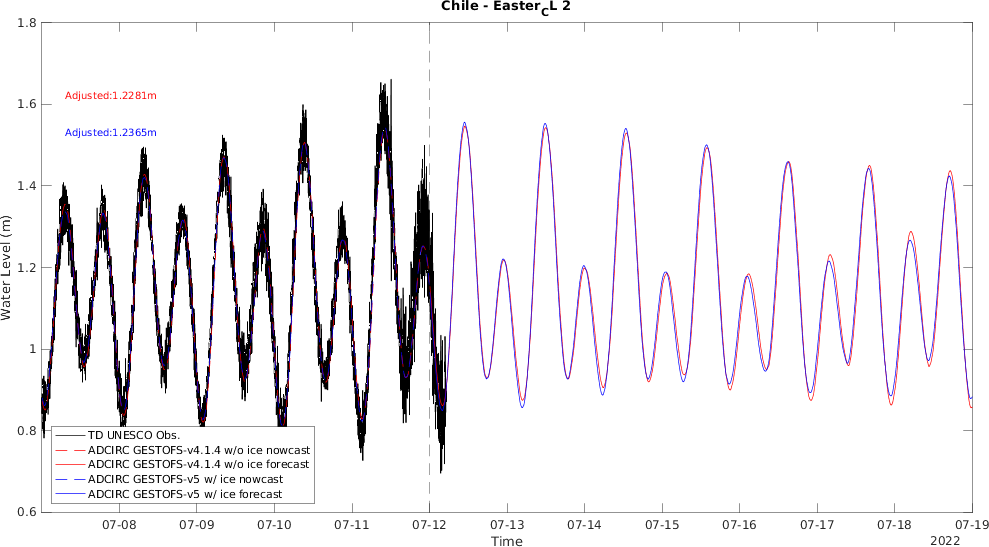 Chile - Easter_CL 2
1.8
1.6
1.4
1.2
1
0.8
0.6
Water Level (m)
Adjusted:1.2281m
Adjusted:1.2365m
TD UNESCO Obs.
ADCIRC GESTOFS-v4.1.4 w/o ice nowcast
ADCIRC GESTOFS-v4.1.4 w/o ice forecast
ADCIRC GESTOFS-v5 w/ ice nowcast
ADCIRC GESTOFS-v5 w/ ice forecast
07-08 07-09 07-10 07-11 07-12 07-13 07-14 07-15 07-16 07-17 07-18 07-19
Time
2022